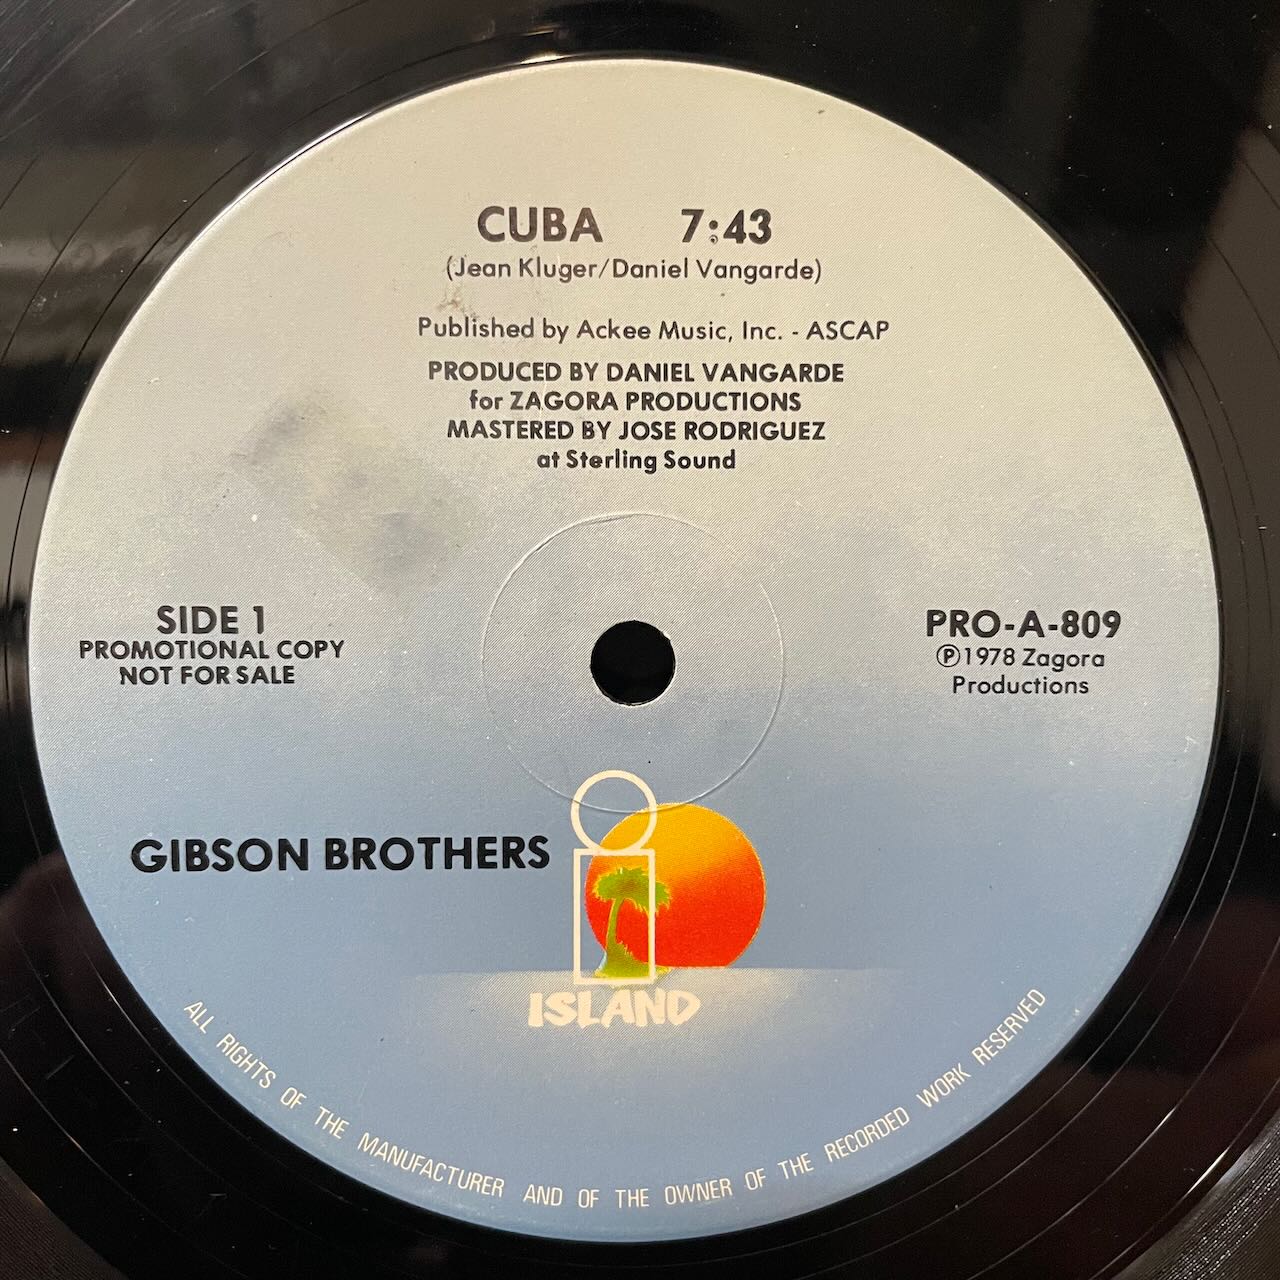 CUBA 7:43
(Jean Kluger/Daniel Vangarde)
Published by Ackee Music, Inc. - ASCAP
PRODUCED BY DANIEL VANGARDE
for ZAGORA PRODUCTIONS
MASTERED BY JOSE RODRIGUEZ
at Sterling Sound
SIDE 1
PROMOTIONAL COPY
NOT FOR SALE
PRO-A-809
Ⓟ1978 Zagora
Productions
GIBSON BROTHERS
ISLAND
ALL RIGHTS OF THE MANUFACTURER AND OF THE OWNER OF THE RECORDED WORK RESERVED